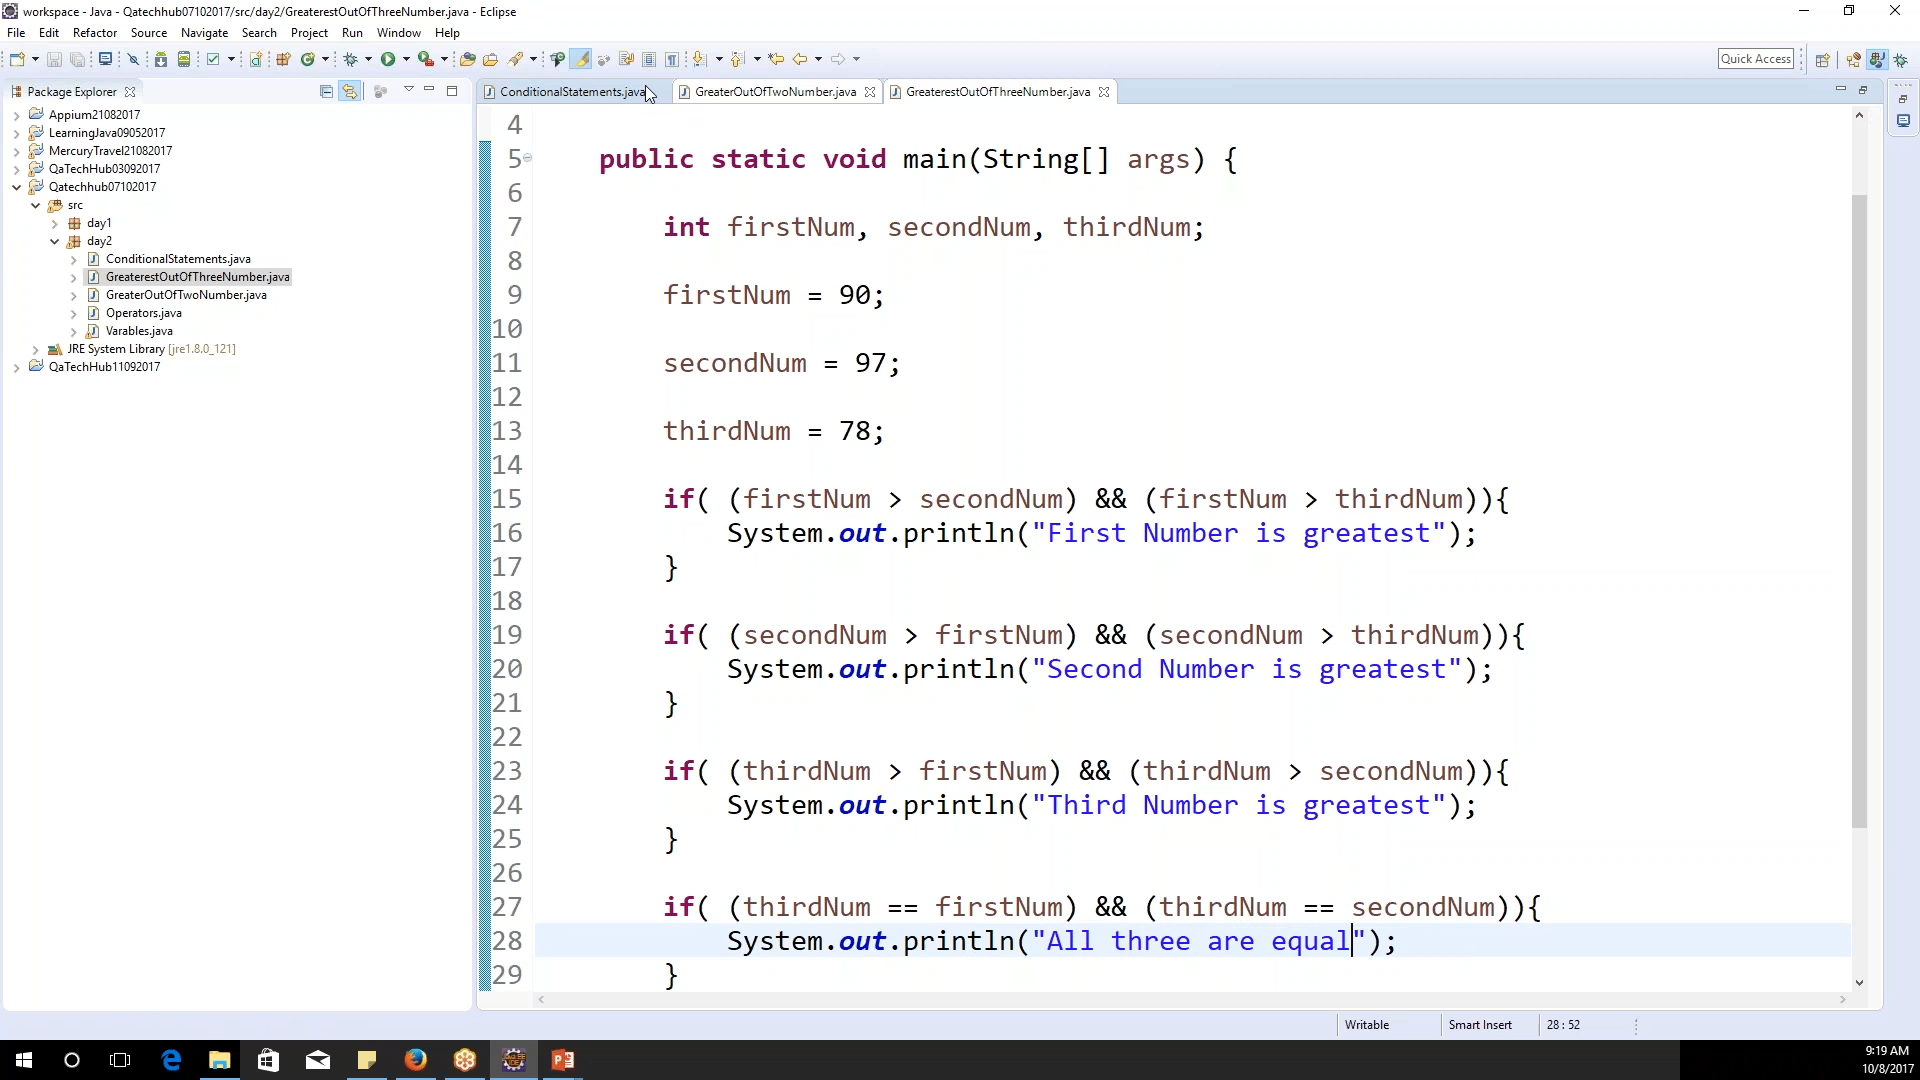 workspace - Java - Qatechhub07102017/src/day2/GreaterestOutOfThreeNumber.java - Eclipse
File Edit Refactor Source Navigate Search Project Run Window Help
Quick Access
Package Explorer
ConditionalStatements.java
GreaterOutOfTwoNumber.java
GreaterestOutOfThreeNumber.java
Appium21082017
LearningJava09052017
MercuryTravel21082017
QaTechHub03092017
Qatechhub07102017
src
day1
day2
ConditionalStatements.java
GreaterestOutOfThreeNumber.java
GreaterOutOfTwoNumber.java
Operators.java
Varables.java
JRE System Library [jre1.8.0_121]
QaTechHub11092017
4
5 public static void main(String[] args) {
6
7 int firstNum, secondNum, thirdNum;
8
9 firstNum = 90;
10
11 secondNum = 97;
12
13 thirdNum = 78;
14
15 if( (firstNum > secondNum) && (firstNum > thirdNum)){
16 System.out.println("First Number is greatest");
17 }
18
19 if( (secondNum > firstNum) && (secondNum > thirdNum)){
20 System.out.println("Second Number is greatest");
21 }
22
23 if( (thirdNum > firstNum) && (thirdNum > secondNum)){
24 System.out.println("Third Number is greatest");
25 }
26
27 if( (thirdNum == firstNum) && (thirdNum == secondNum)){
28 System.out.println("All three are equal");
29 }
Writable Smart Insert 28 : 52
9:19 AM
10/8/2017